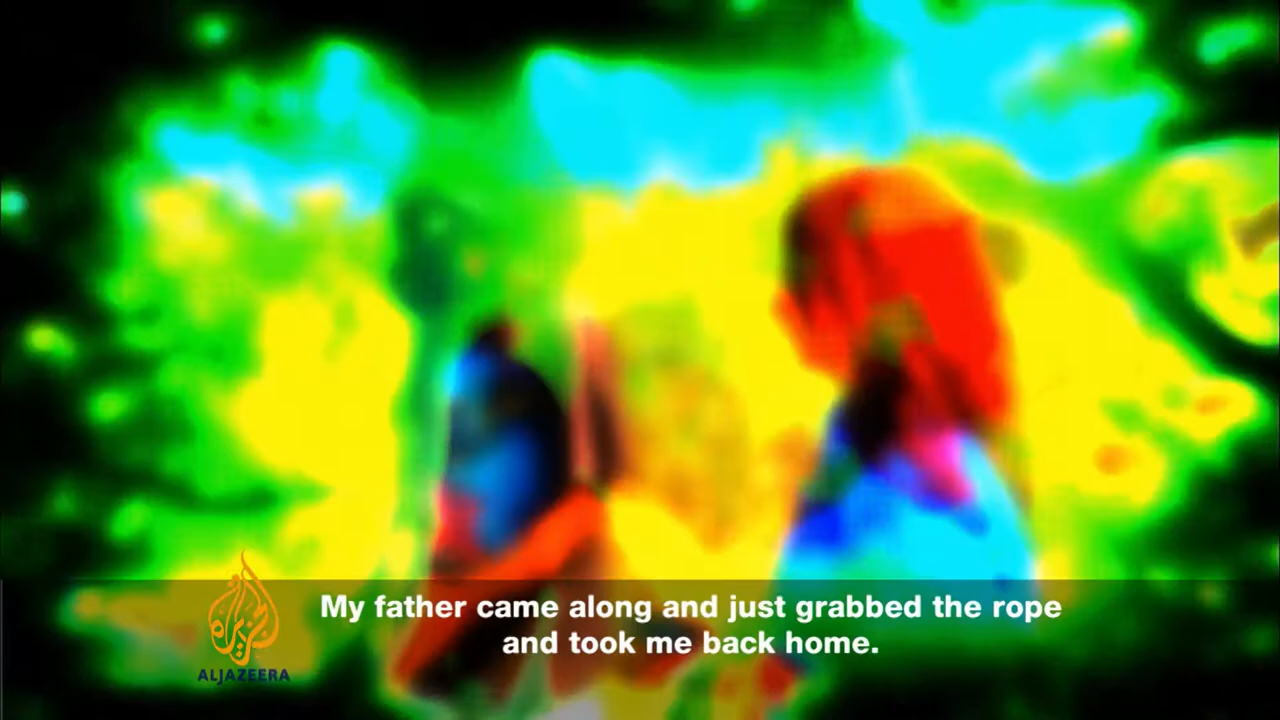 My father came along and just grabbed the rope
and took me back home.
ALJAZEERA